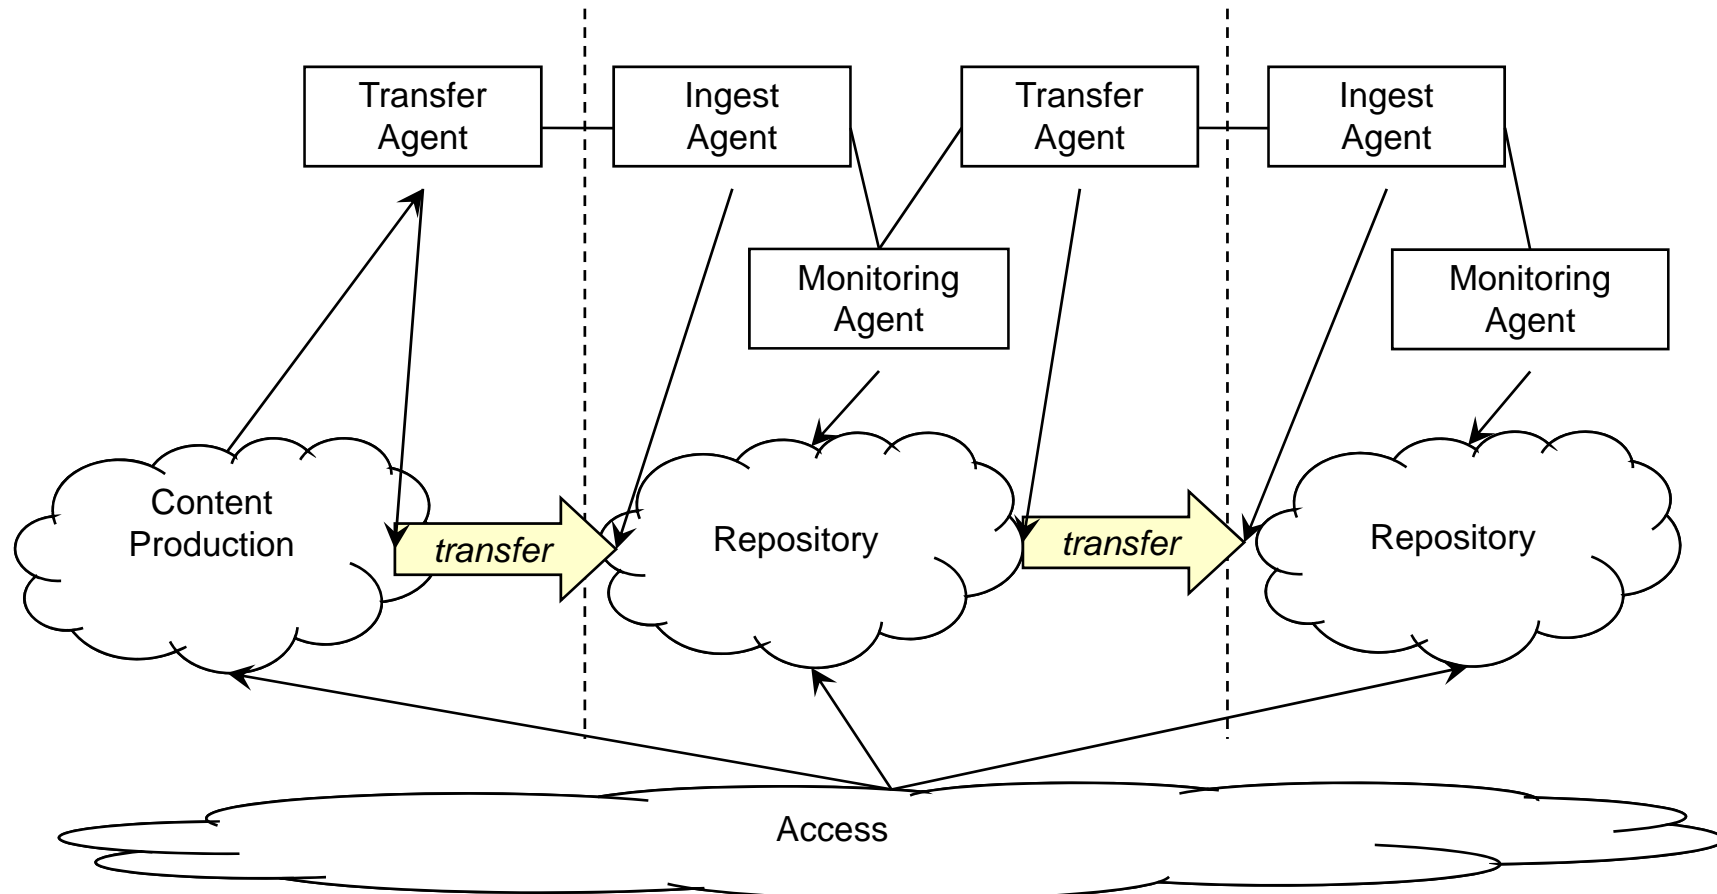 Transfer
Agent
Ingest
Agent
Transfer
Agent
Ingest
Agent
Monitoring
Agent
Monitoring
Agent
Content
Production
transfer
Repository
transfer
Repository
Access